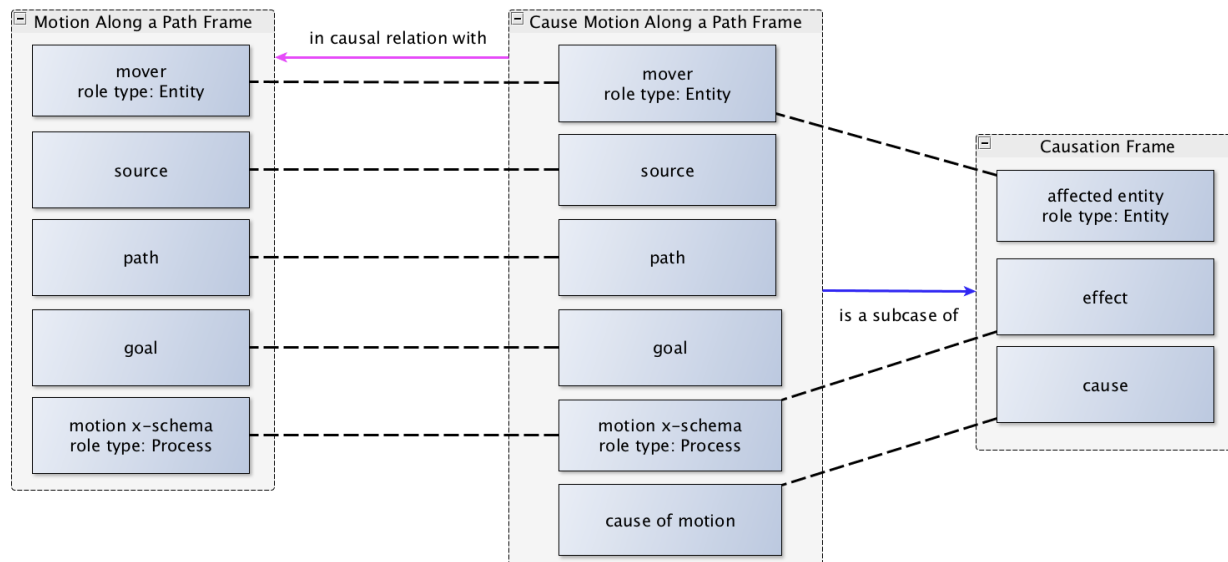 Motion Along a Path Frame
mover
role type: Entity
source
path
goal
motion x-schema
role type: Process
in causal relation with
Cause Motion Along a Path Frame
mover
role type: Entity
source
path
goal
motion x-schema
role type: Process
cause of motion
is a subcase of
Causation Frame
affected entity
role type: Entity
effect
cause